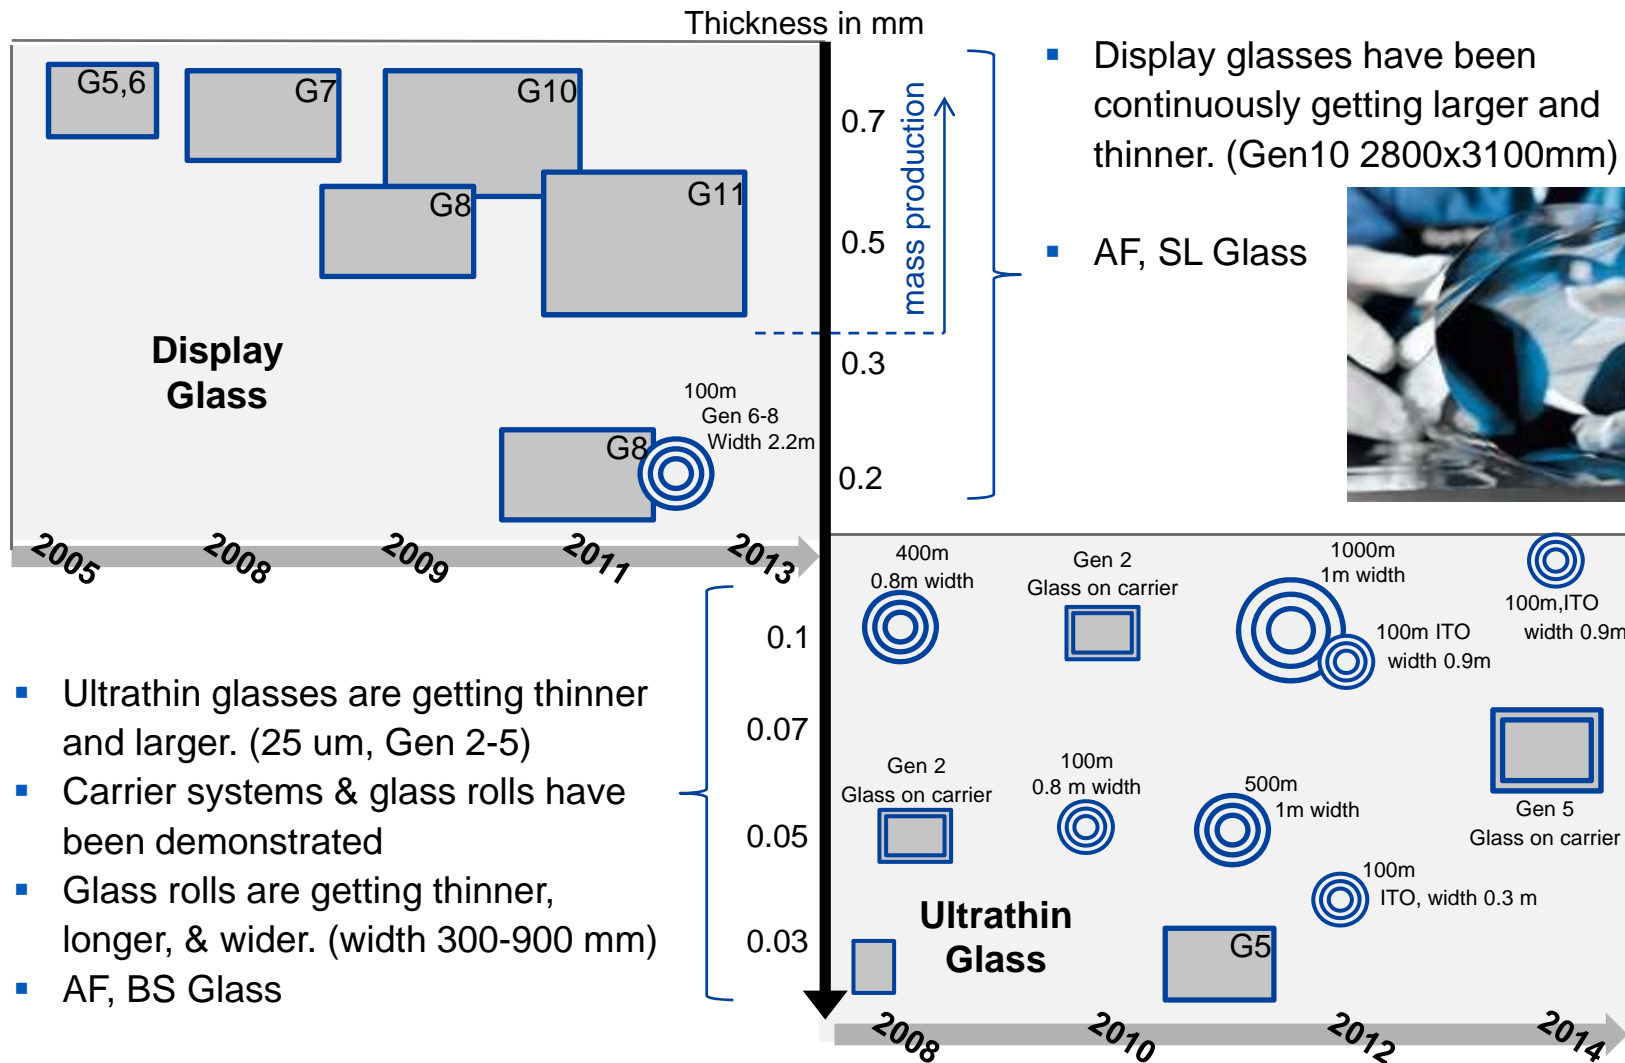 Thickness in mm
G5,6
G7
G10
G8
G11
Display
Glass
100m
Gen 6-8
Width 2.2m
G8
2005
2008
2009
2011
2013
0.7
0.5
0.3
0.2
mass production
▪ Display glasses have been
continuously getting larger and
thinner. (Gen10 2800x3100mm)
▪ AF, SL Glass
▪ Ultrathin glasses are getting thinner
and larger. (25 um, Gen 2-5)
▪ Carrier systems & glass rolls have
been demonstrated
▪ Glass rolls are getting thinner,
longer, & wider. (width 300-900 mm)
▪ AF, BS Glass
0.1
0.07
0.05
0.03
400m
0.8m width
Gen 2
Glass on carrier
1000m
1m width
100m ITO
width 0.9m
100m,ITO
width 0.9m
Gen 2
Glass on carrier
100m
0.8 m width
500m
1m width
Gen 5
Glass on carrier
100m
ITO, width 0.3 m
Ultrathin
Glass
G5
2008
2010
2012
2014